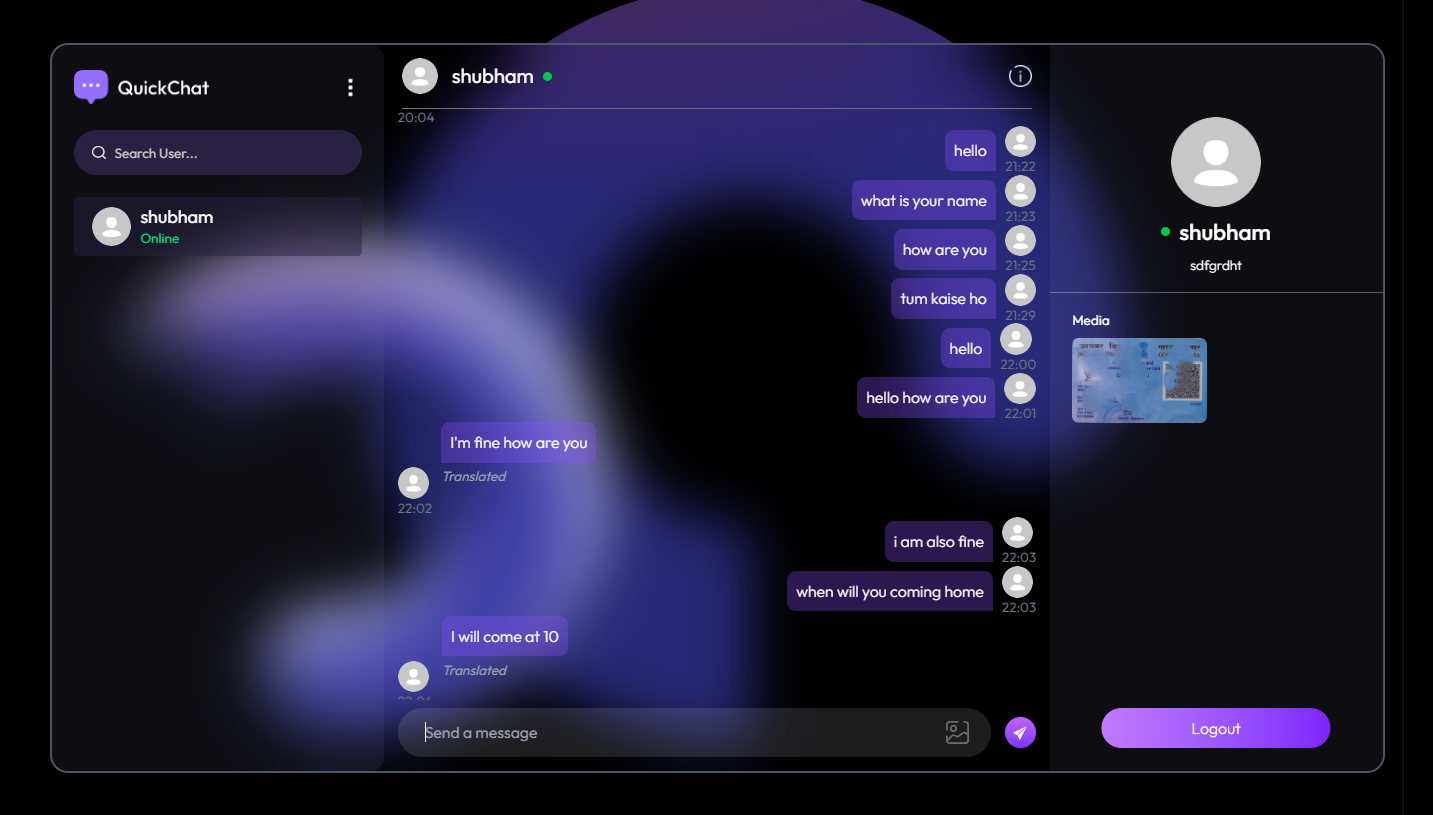 QuickChat
Search User...
shubham
Online
shubham
20:04
hello
21:22
what is your name
21:23
how are you
21:25
tum kaise ho
21:29
hello
22:00
hello how are you
22:01
I'm fine how are you
Translated
22:02
i am also fine
22:03
when will you coming home
22:03
I will come at 10
Translated
Send a message
shubham
sdfgrdht
Media
Logout